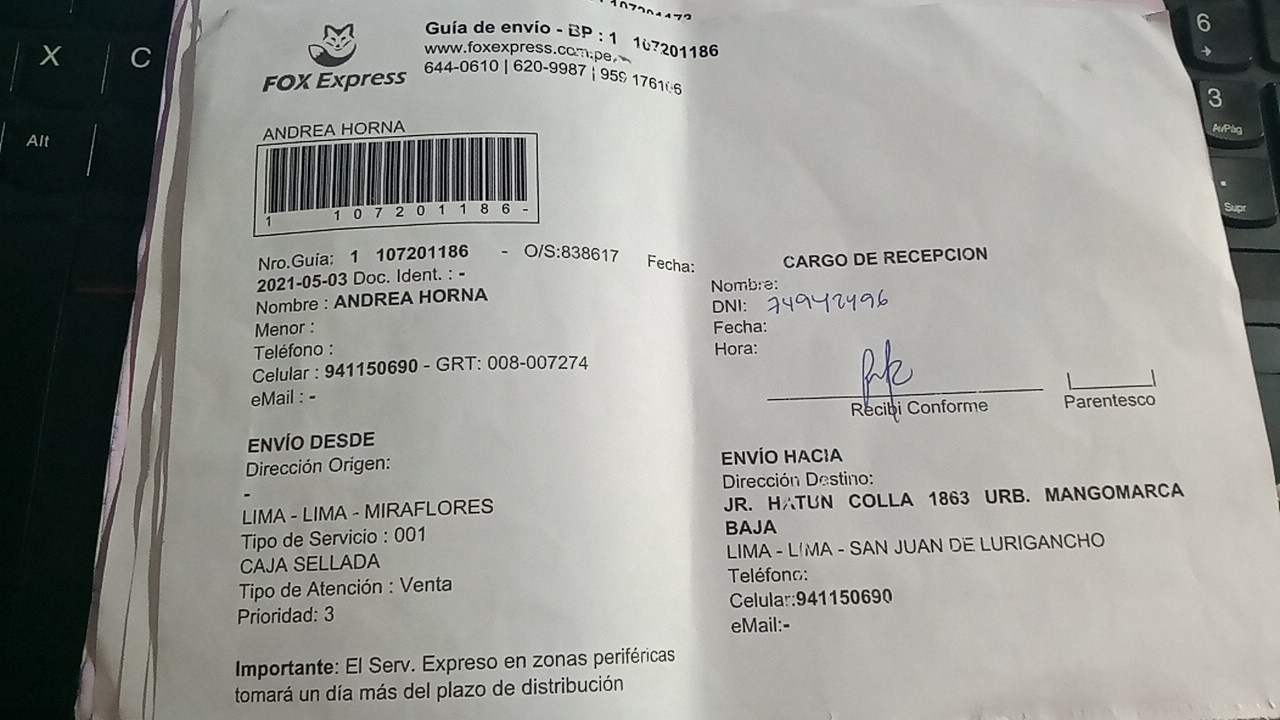 Guía de envío - BP : 1 107201186
www.foxexpress.com.pe
644-0610 | 620-9987 | 959 176106
FOX Express
ANDREA HORNA
1 107201186-
Nro.Guía: 1 107201186 - O/S:838617 Fecha:
2021-05-03 Doc. Ident. : -
Nombre : ANDREA HORNA
Menor :
Teléfono :
Celular : 941150690 - GRT: 008-007274
eMail : -
ENVÍO DESDE
Dirección Origen:
-
LIMA - LIMA - MIRAFLORES
Tipo de Servicio : 001
CAJA SELLADA
Tipo de Atención : Venta
Prioridad: 3
Importante: El Serv. Expreso en zonas periféricas
tomará un día más del plazo de distribución
CARGO DE RECEPCION
Nombre:
DNI: 74942496
Fecha:
Hora:
Recibi Conforme
Parentesco
ENVÍO HACIA
Dirección Destino:
JR. HATUN COLLA 1863 URB. MANGOMARCA
BAJA
LIMA - LIMA - SAN JUAN DE LURIGANCHO
Teléfono:
Celular:941150690
eMail:-
X
C
Alt
6
3
AvPág
.
Supr